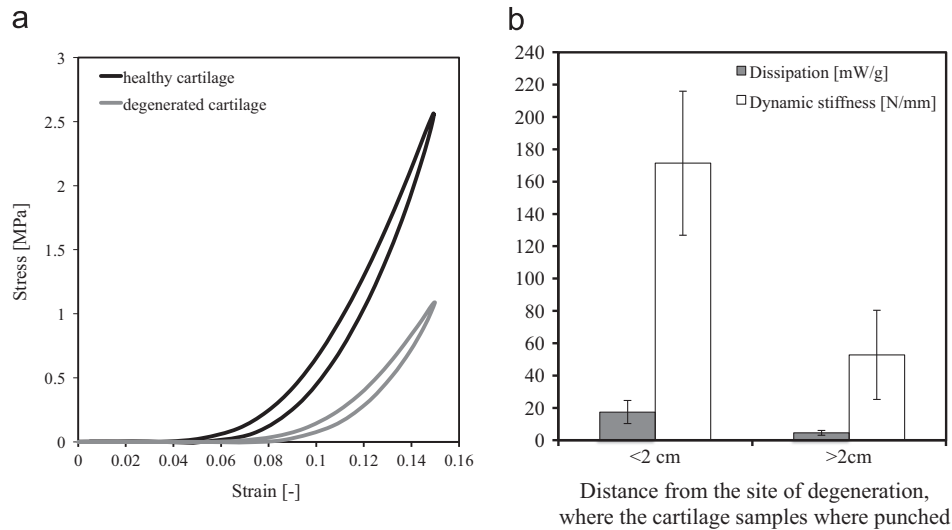 a
3
2.5
2
1.5
1
0.5
0
Stress [MPa]
healthy cartilage
degenerated cartilage
0 0.02 0.04 0.06 0.08 0.1 0.12 0.14 0.16
Strain [-]
b
240
220
200
180
160
140
120
100
80
60
40
20
0
Dissipation [mW/g]
Dynamic stiffness [N/mm]
<2 cm >2cm
Distance from the site of degeneration,
where the cartilage samples where punched